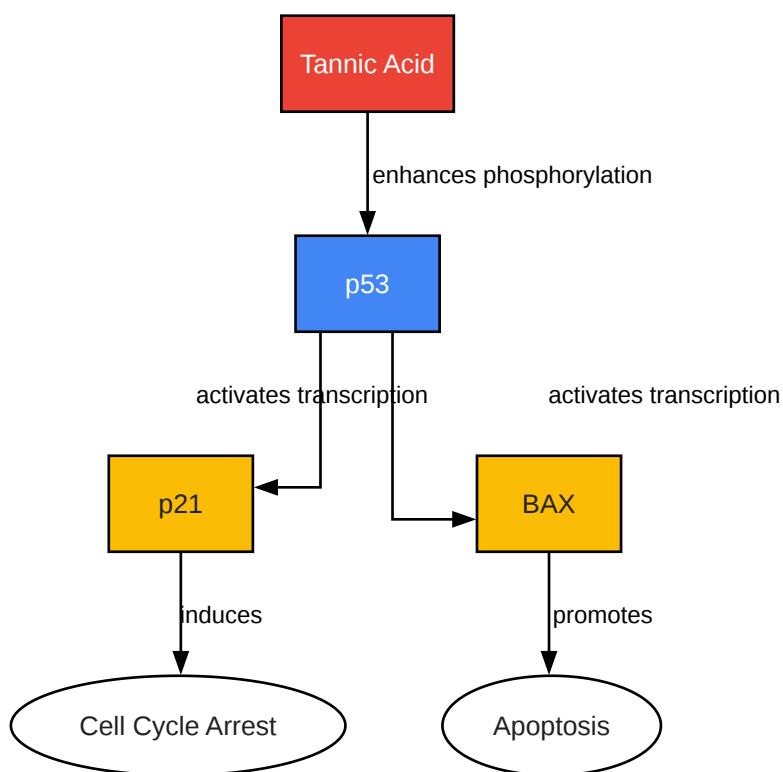 Tannic Acid
enhances phosphorylation
p53
activates transcription
activates transcription
p21
BAX
induces
promotes
Cell Cycle Arrest
Apoptosis